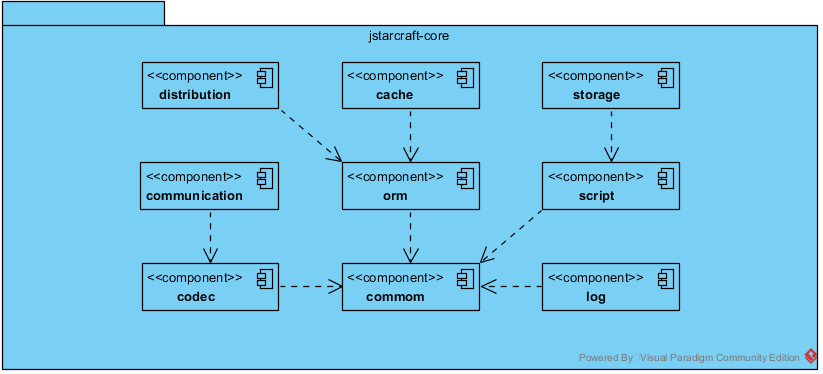 jstarcraft-core
<<component>>
distribution
<<component>>
cache
<<component>>
storage
<<component>>
communication
<<component>>
orm
<<component>>
script
<<component>>
codec
<<component>>
commom
<<component>>
log
Powered By Visual Paradigm Community Edition